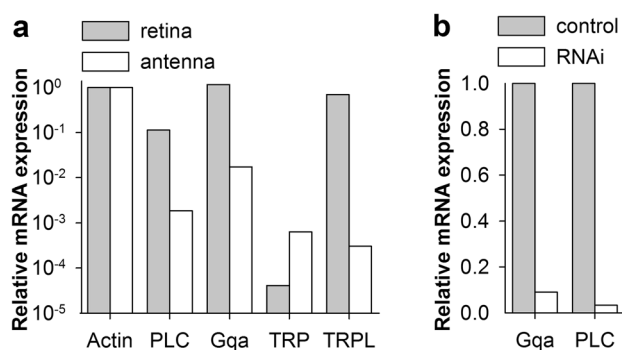 a
retina
antenna
Relative mRNA expression
10⁰
10⁻¹
10⁻²
10⁻³
10⁻⁴
10⁻⁵
Actin PLC Gqa TRP TRPL
b
control
RNAi
Relative mRNA expression
1.0
0.8
0.6
0.4
0.2
0.0
Gqa PLC